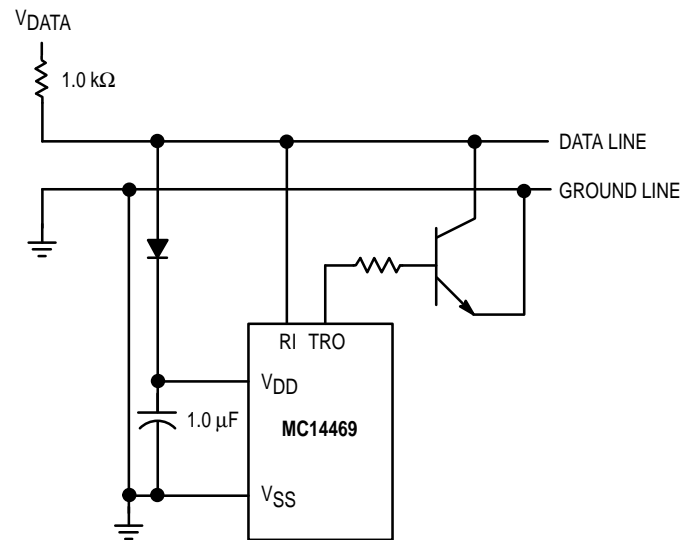 VDATA
1.0 kΩ
DATA LINE
GROUND LINE
RI TRO
VDD
1.0 μF
MC14469
VSS